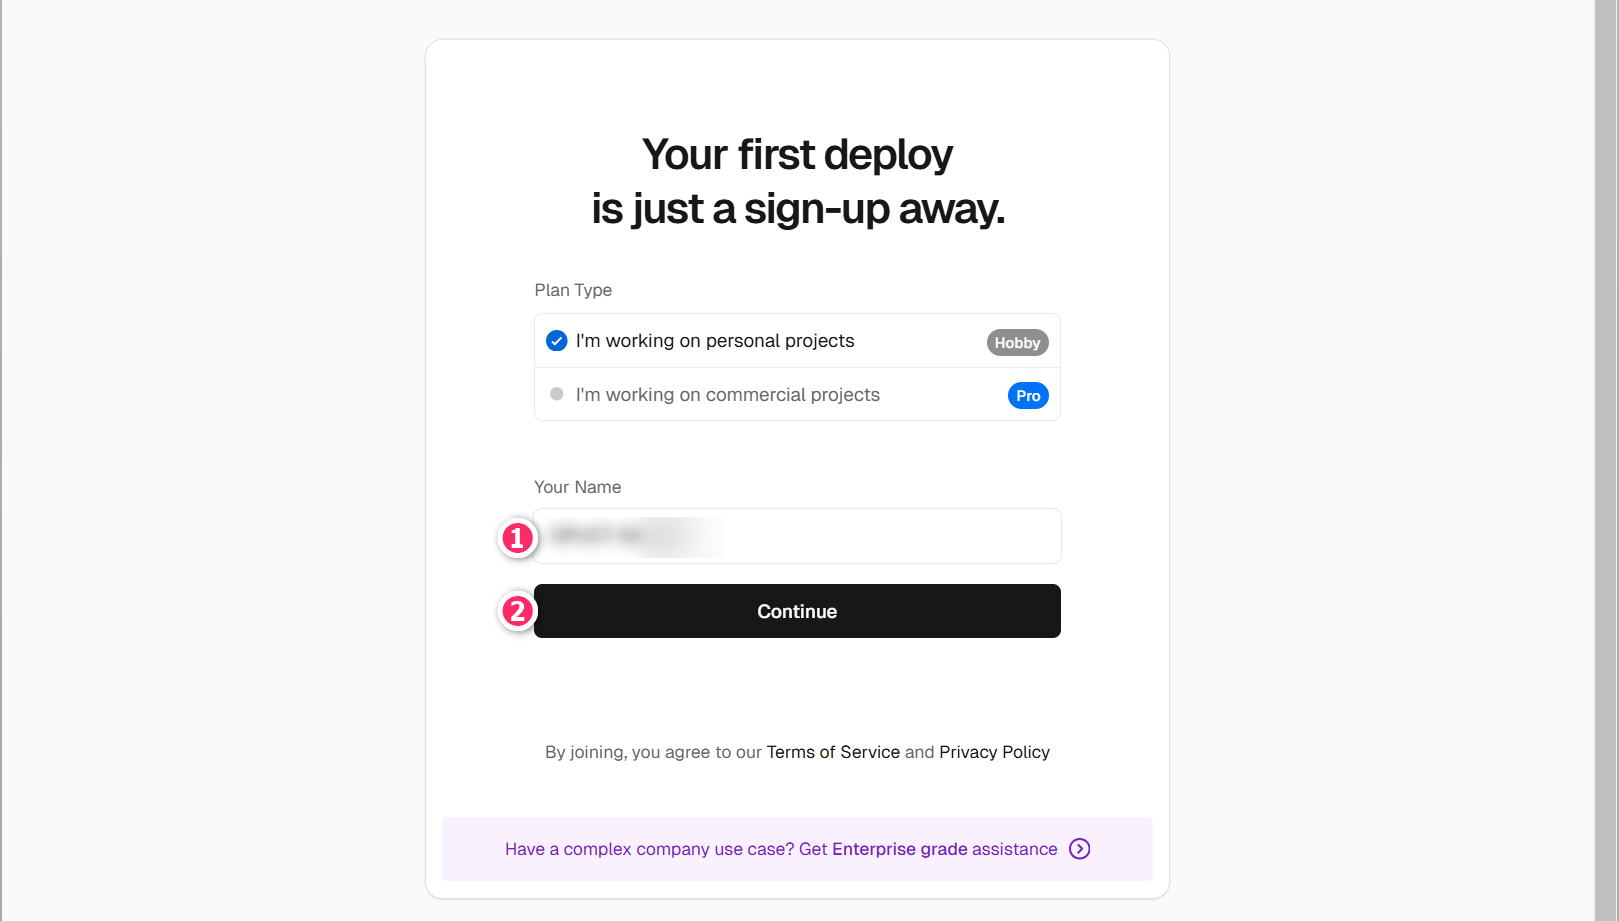 Your first deploy
is just a sign-up away.
Plan Type
I'm working on personal projects Hobby
I'm working on commercial projects Pro
Your Name
1
2 Continue
By joining, you agree to our Terms of Service and Privacy Policy
Have a complex company use case? Get Enterprise grade assistance